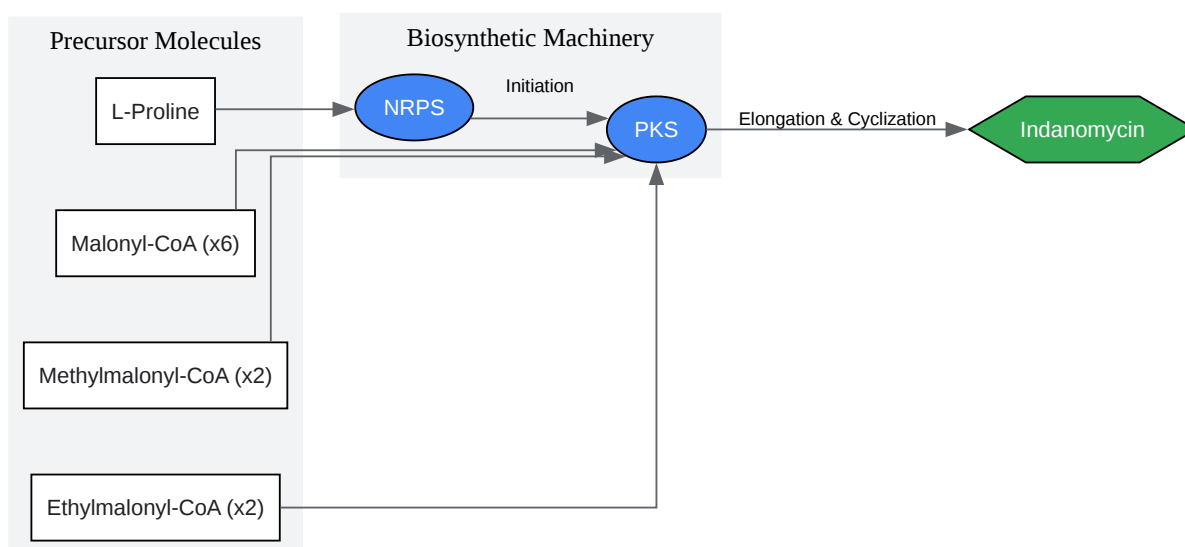 Precursor Molecules
Biosynthetic Machinery
L-Proline
NRPS
Initiation
PKS
Elongation & Cyclization
Indanomycin
Malonyl-CoA (x6)
Methylmalonyl-CoA (x2)
Ethylmalonyl-CoA (x2)